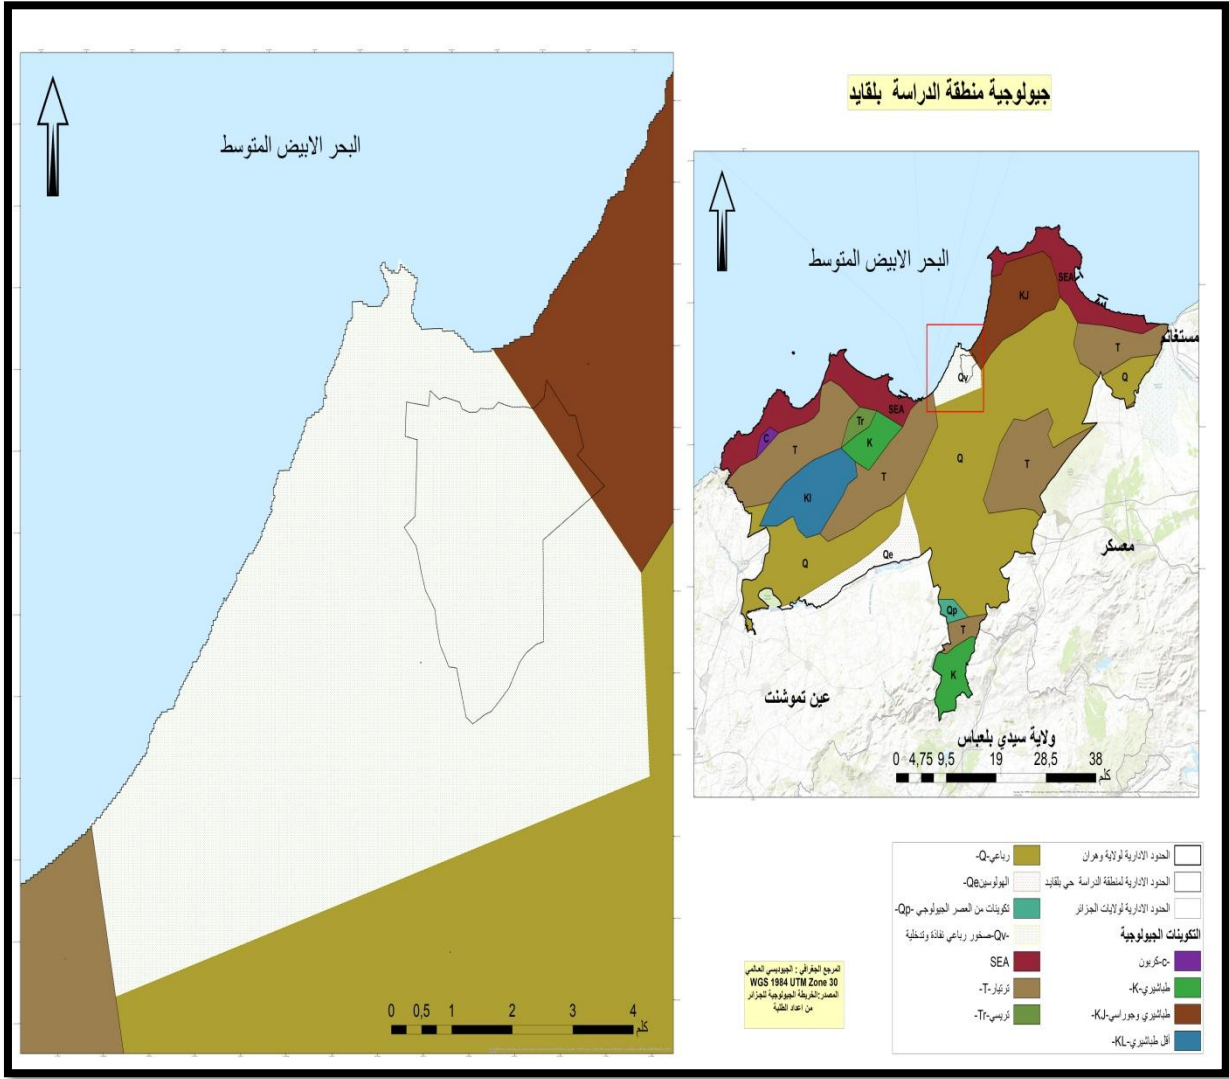 جيولوجية منطقة الدراسة بلقايد
البحر الابيض المتوسط
0 0,5 1 2 3 4
كلم
البحر الابيض المتوسط
SEA
KJ
مستغانم
T
Q
Qv
SEA
Tr
C
K
T
T
Q
T
Kl
معسكر
Qe
Q
Qp
T
K
عين تموشنت
ولاية سيدي بلعباس
0 4,75 9,5 19 28,5 38
كلم
الحدود الادارية لولاية وهران
الحدود الادارية لمنطقة الدراسة حي بلقايد
الحدود الادارية لولايات الجزائر
التكوينات الجيولوجية
-c-كربون
طباشيري-K-
طباشيري وجوراسي-KJ-
أقل طباشيري-KL-
رباعي-Q-
الهولوسين-Qe
تكوينات من العصر الجيولوجي -Qp-
-Qv-صخور رباعي نفاذة وتدخلية
SEA
ترتيار-T-
تريسي-Tr-
المرجع الجغرافي : الجيوديسي العالمي
WGS 1984 UTM Zone 30
المصدر:الخريطة الجيولوجية للجزائر
من اعداد الطلبة